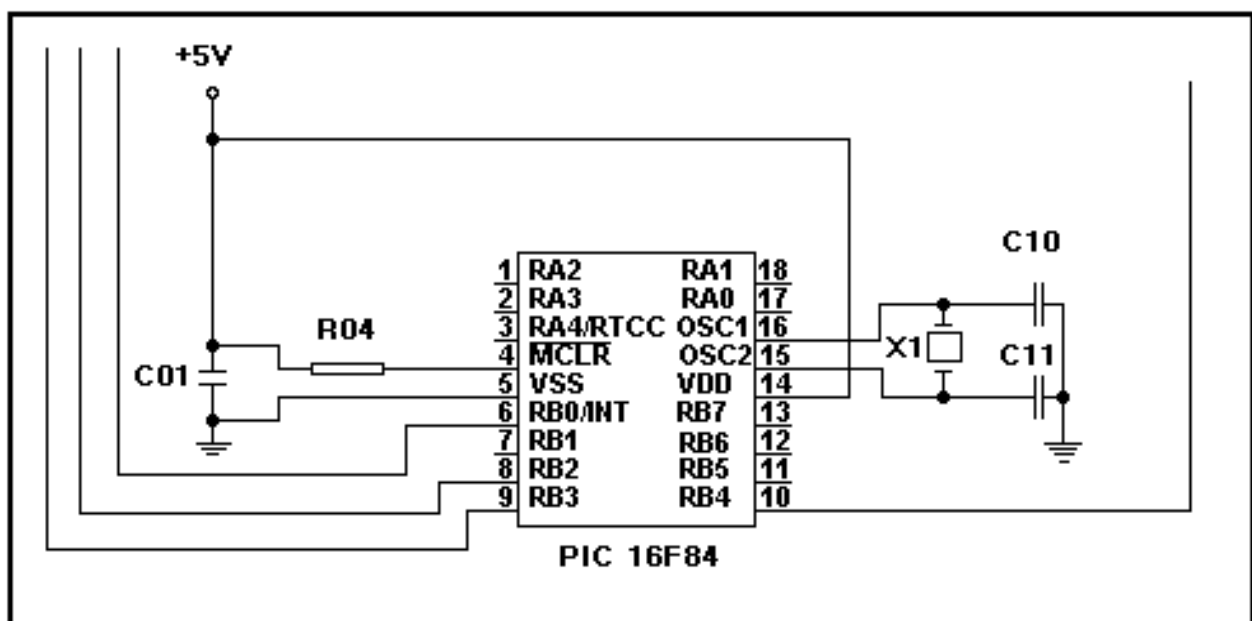 +5V
C10
1 RA2 RA1 18
2 RA3 RA0 17
R04
3 RA4/RTCC OSC1 16
X1
C11
4 MCLR OSC2 15
C01
5 VSS VDD 14
6 RB0/INT RB7 13
7 RB1 RB6 12
8 RB2 RB5 11
9 RB3 RB4 10
PIC 16F84